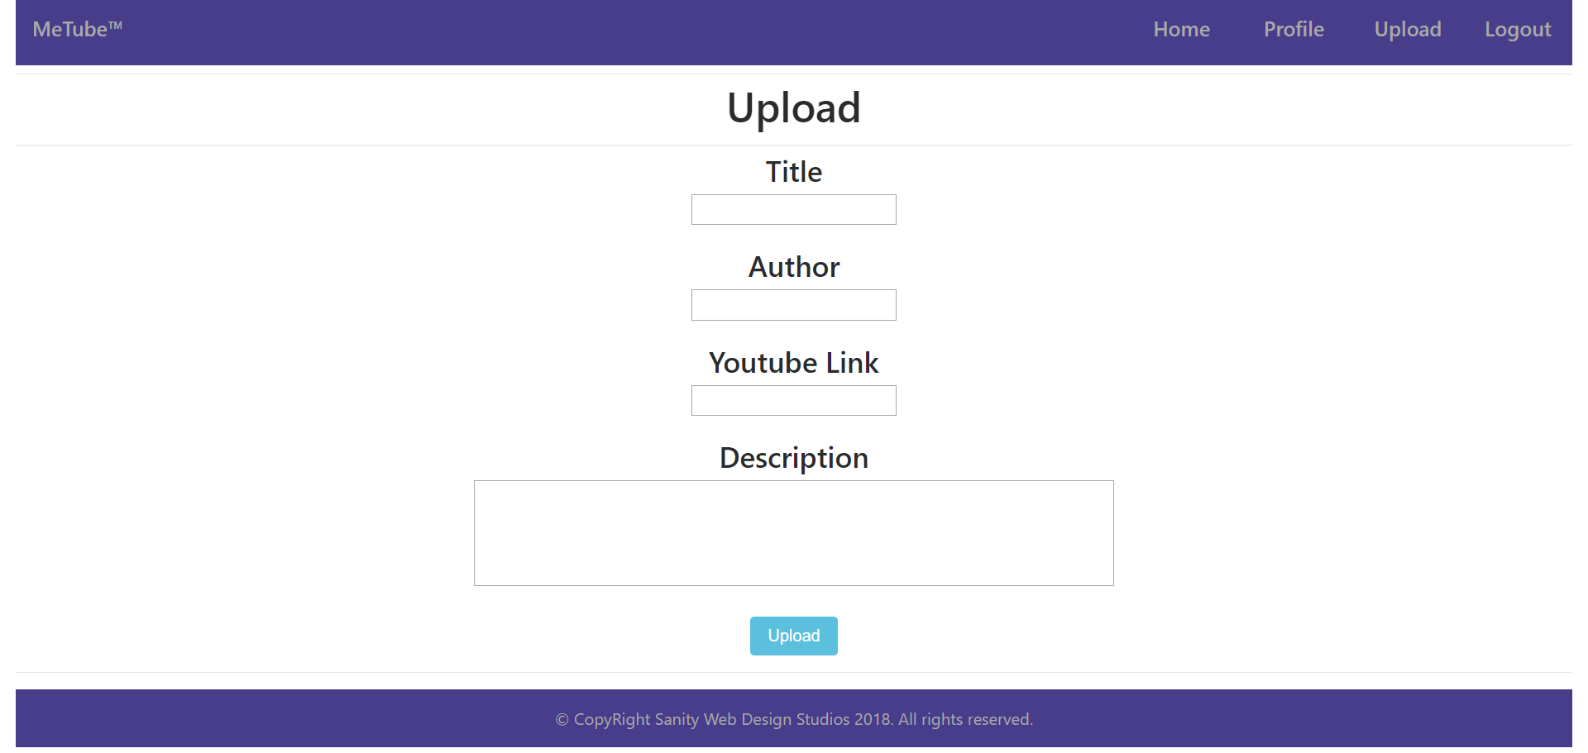 MeTube™ Home Profile Upload Logout
Upload
Title
Author
Youtube Link
Description
Upload
© CopyRight Sanity Web Design Studios 2018. All rights reserved.